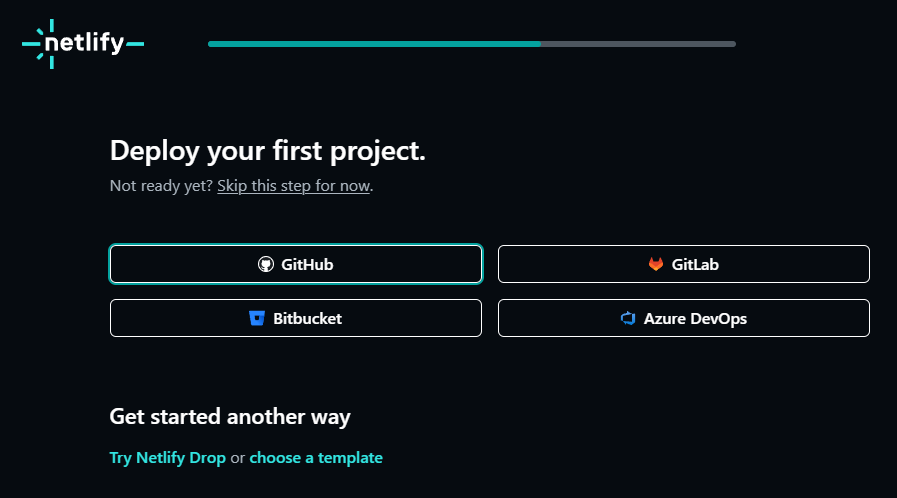 netlify
Deploy your first project.
Not ready yet? Skip this step for now.
GitHub
GitLab
Bitbucket
Azure DevOps
Get started another way
Try Netlify Drop or choose a template